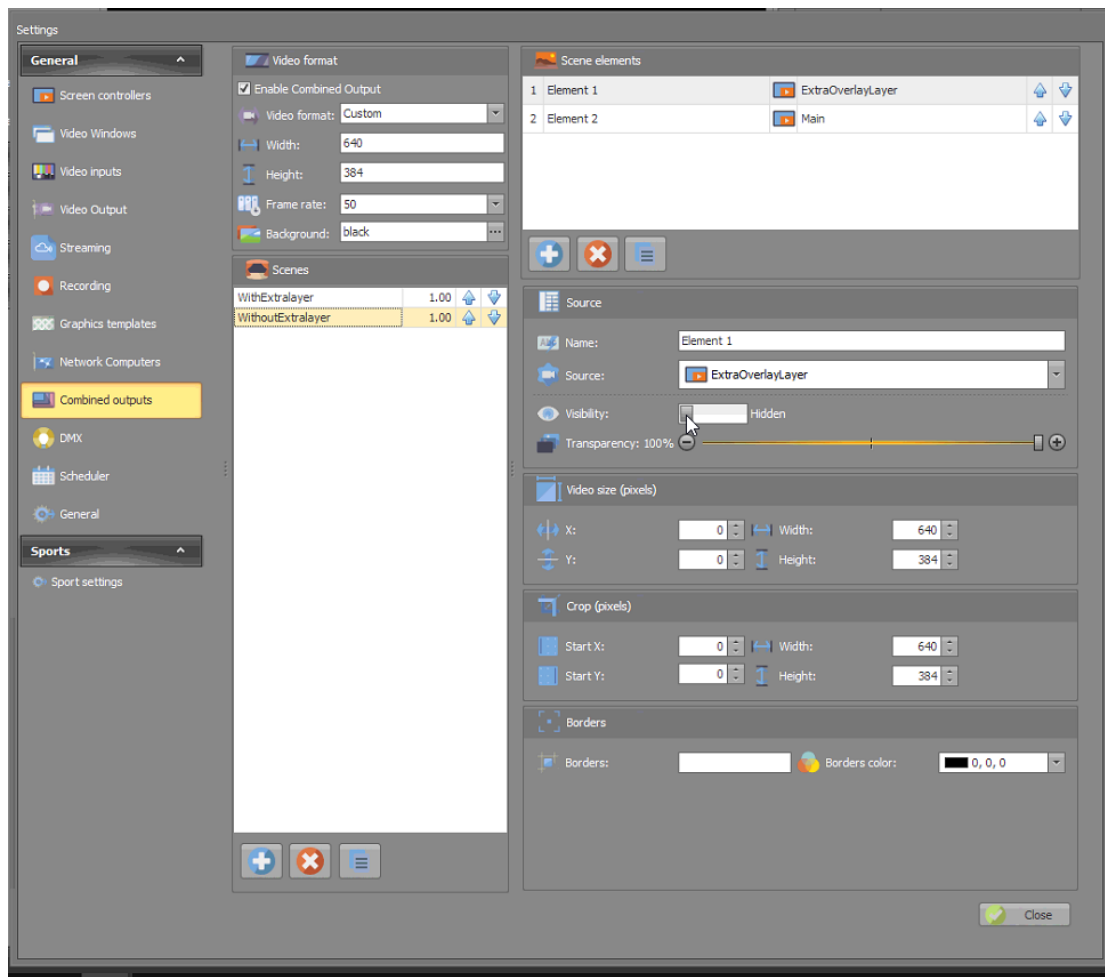 Settings
General
Screen controllers
Video Windows
Video inputs
Video Output
Streaming
Recording
Graphics templates
Network Computers
Combined outputs
DMX
Scheduler
General
Sports
Sport settings
Video format
Enable Combined Output
Video format: Custom
Width: 640
Height: 384
Frame rate: 50
Background: black ...
Scenes
WithExtralayer 1.00
WithoutExtralayer 1.00
Scene elements
1 Element 1 ExtraOverlayLayer
2 Element 2 Main
Source
Name: Element 1
Source: ExtraOverlayLayer
Visibility: Hidden
Transparency: 100%
Video size (pixels)
X: 0 Width: 640
Y: 0 Height: 384
Crop (pixels)
Start X: 0 Width: 640
Start Y: 0 Height: 384
Borders
Borders: Borders color: 0, 0, 0
Close